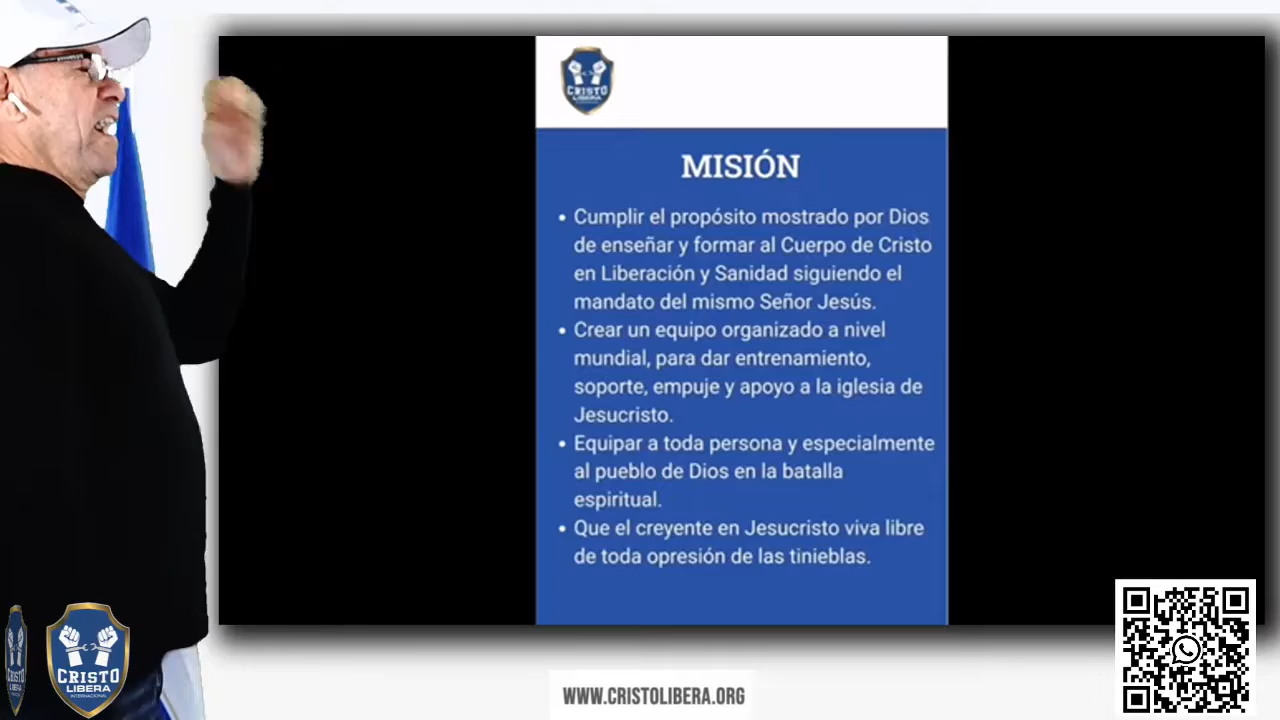 CRISTO
LIBERA
MISIÓN
• Cumplir el propósito mostrado por Dios
de enseñar y formar al Cuerpo de Cristo
en Liberación y Sanidad siguiendo el
mandato del mismo Señor Jesús.
• Crear un equipo organizado a nivel
mundial, para dar entrenamiento,
soporte, empuje y apoyo a la iglesia de
Jesucristo.
• Equipar a toda persona y especialmente
al pueblo de Dios en la batalla
espiritual.
• Que el creyente en Jesucristo viva libre
de toda opresión de las tinieblas.
CRISTO
LIBERA
INTERNACIONAL
WWW.CRISTOLIBERA.ORG